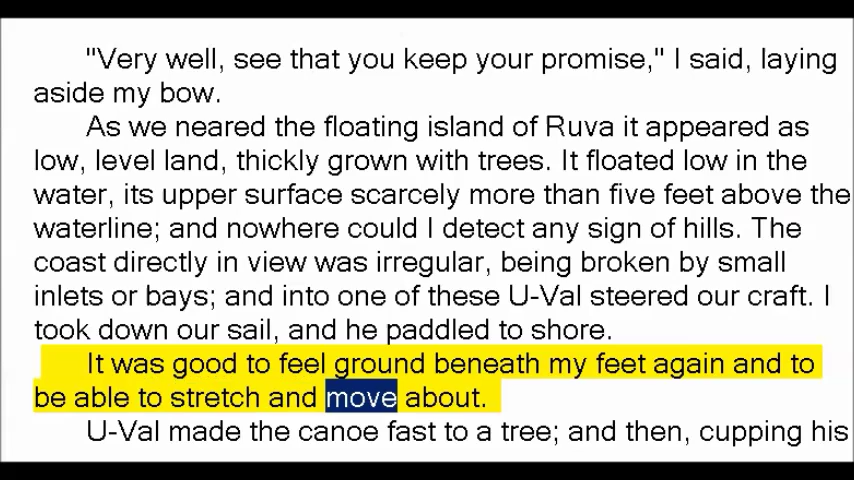 "Very well, see that you keep your promise," I said, laying
aside my bow.
As we neared the floating island of Ruva it appeared as
low, level land, thickly grown with trees. It floated low in the
water, its upper surface scarcely more than five feet above the
waterline; and nowhere could I detect any sign of hills. The
coast directly in view was irregular, being broken by small
inlets or bays; and into one of these U-Val steered our craft. I
took down our sail, and he paddled to shore.
It was good to feel ground beneath my feet again and to
be able to stretch and move about.
U-Val made the canoe fast to a tree; and then, cupping his